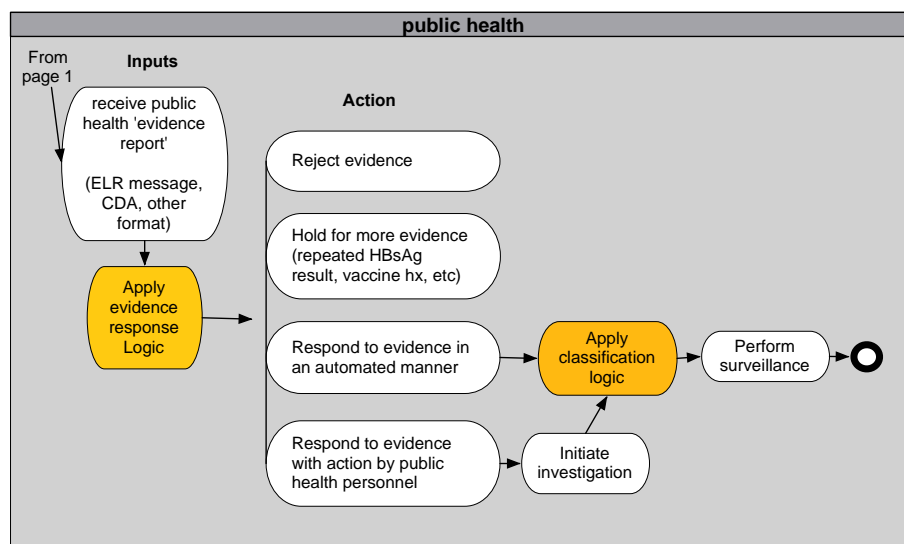 public health
From
page 1
Inputs
receive public
health 'evidence
report'
(ELR message,
CDA, other
format)
Apply
evidence
response
Logic
Action
Reject evidence
Hold for more evidence
(repeated HBsAg
result, vaccine hx, etc)
Respond to evidence in
an automated manner
Respond to evidence
with action by public
health personnel
Initiate
investigation
Apply
classification
logic
Perform
surveillance